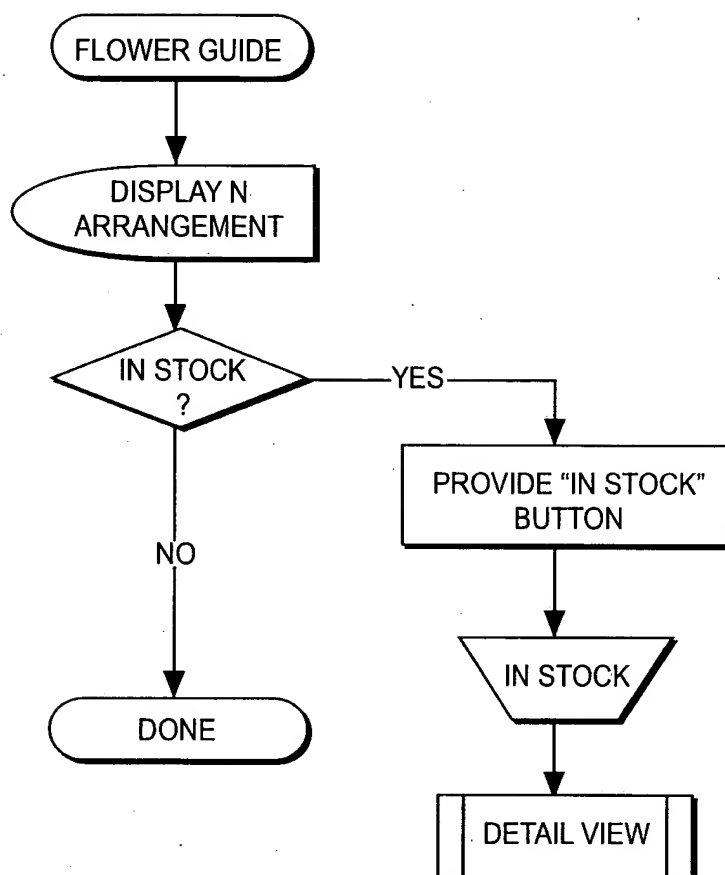 FLOWER GUIDE
DISPLAY N
ARRANGEMENT
IN STOCK
?
YES
PROVIDE “IN STOCK”
BUTTON
NO
IN STOCK
DONE
DETAIL VIEW